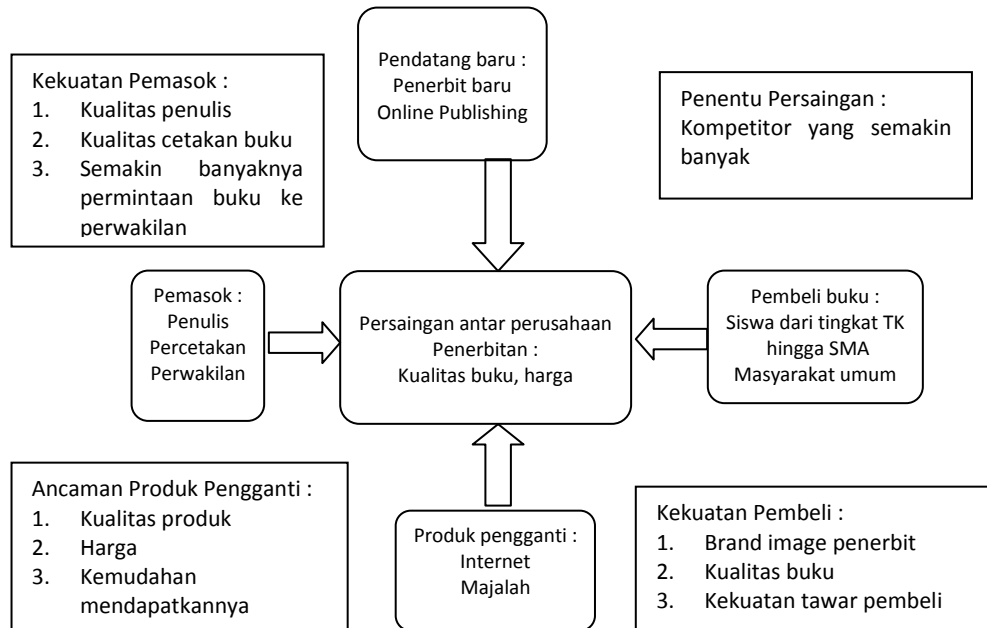 Pendatang baru :
Penerbit baru
Online Publishing
Kekuatan Pemasok :
1. Kualitas penulis
2. Kualitas cetakan buku
3. Semakin banyaknya
permintaan buku ke
perwakilan
Penentu Persaingan :
Kompetitor yang semakin
banyak
Pemasok :
Penulis
Percetakan
Perwakilan
Persaingan antar perusahaan
Penerbitan :
Kualitas buku, harga
Pembeli buku :
Siswa dari tingkat TK
hingga SMA
Masyarakat umum
Ancaman Produk Pengganti :
1. Kualitas produk
2. Harga
3. Kemudahan
mendapatkannya
Produk pengganti :
Internet
Majalah
Kekuatan Pembeli :
1. Brand image penerbit
2. Kualitas buku
3. Kekuatan tawar pembeli